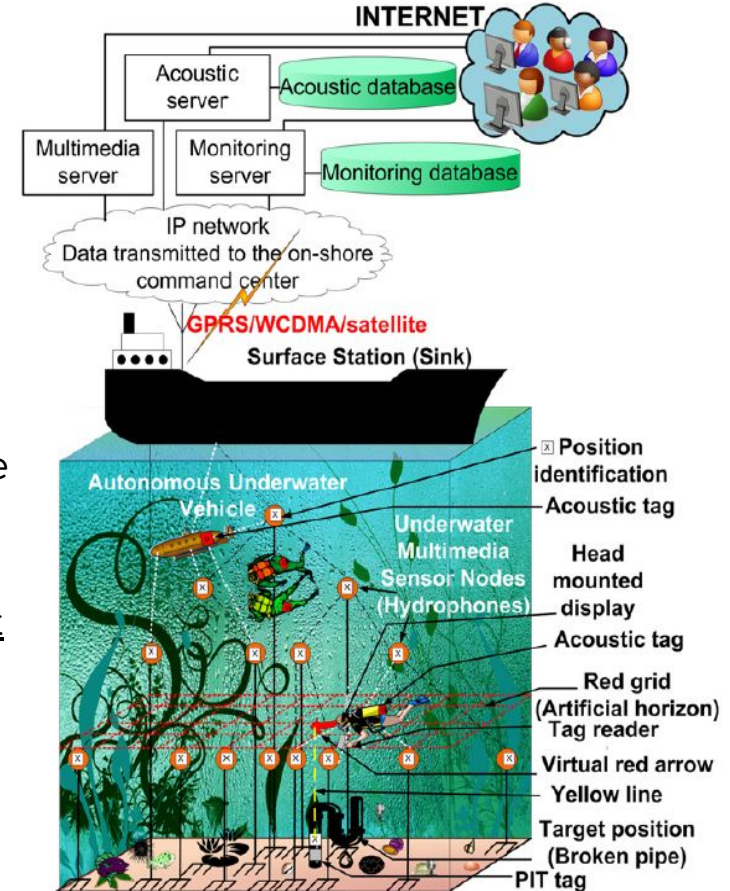 INTERNET
Acoustic
server
Acoustic database
Multimedia
server
Monitoring
server
Monitoring database
IP network
Data transmitted to the on-shore
command center
GPRS/WCDMA/satellite
Surface Station (Sink)
Position
identification
Autonomous Underwater
Vehicle
Acoustic tag
Underwater
Multimedia
Sensor Nodes
(Hydrophones)
Head
mounted
display
Acoustic tag
Red grid
(Artificial horizon)
Tag reader
Virtual red arrow
Yellow line
Target position
(Broken pipe)
PIT tag